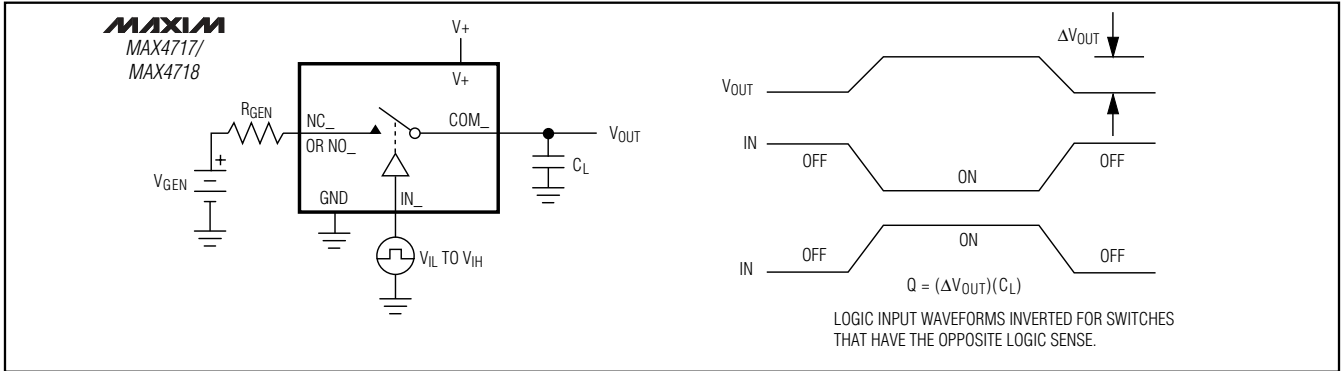 MAXIM
MAX4717/
MAX4718
V+
V+
RGEN
NC_
OR NO_
COM_
VOUT
CL
+
VGEN
GND
IN_
VIL TO VIH
ΔVOUT
VOUT
IN
OFF
ON
OFF
IN
OFF
ON
OFF
Q = (ΔVOUT)(CL)
LOGIC INPUT WAVEFORMS INVERTED FOR SWITCHES
THAT HAVE THE OPPOSITE LOGIC SENSE.